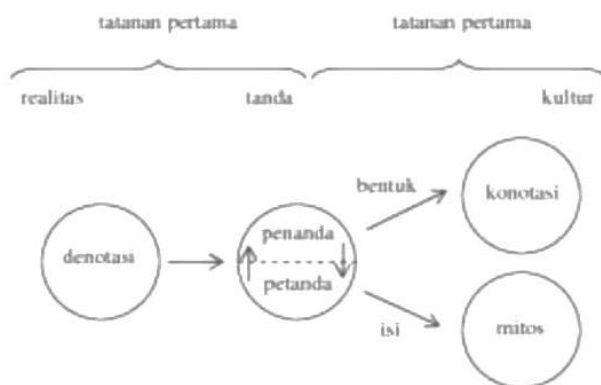 tatanan pertama tatanan pertama
realitas tanda kultur
bentuk
konotasi
denotasi
penanda
petanda
isi
mitos